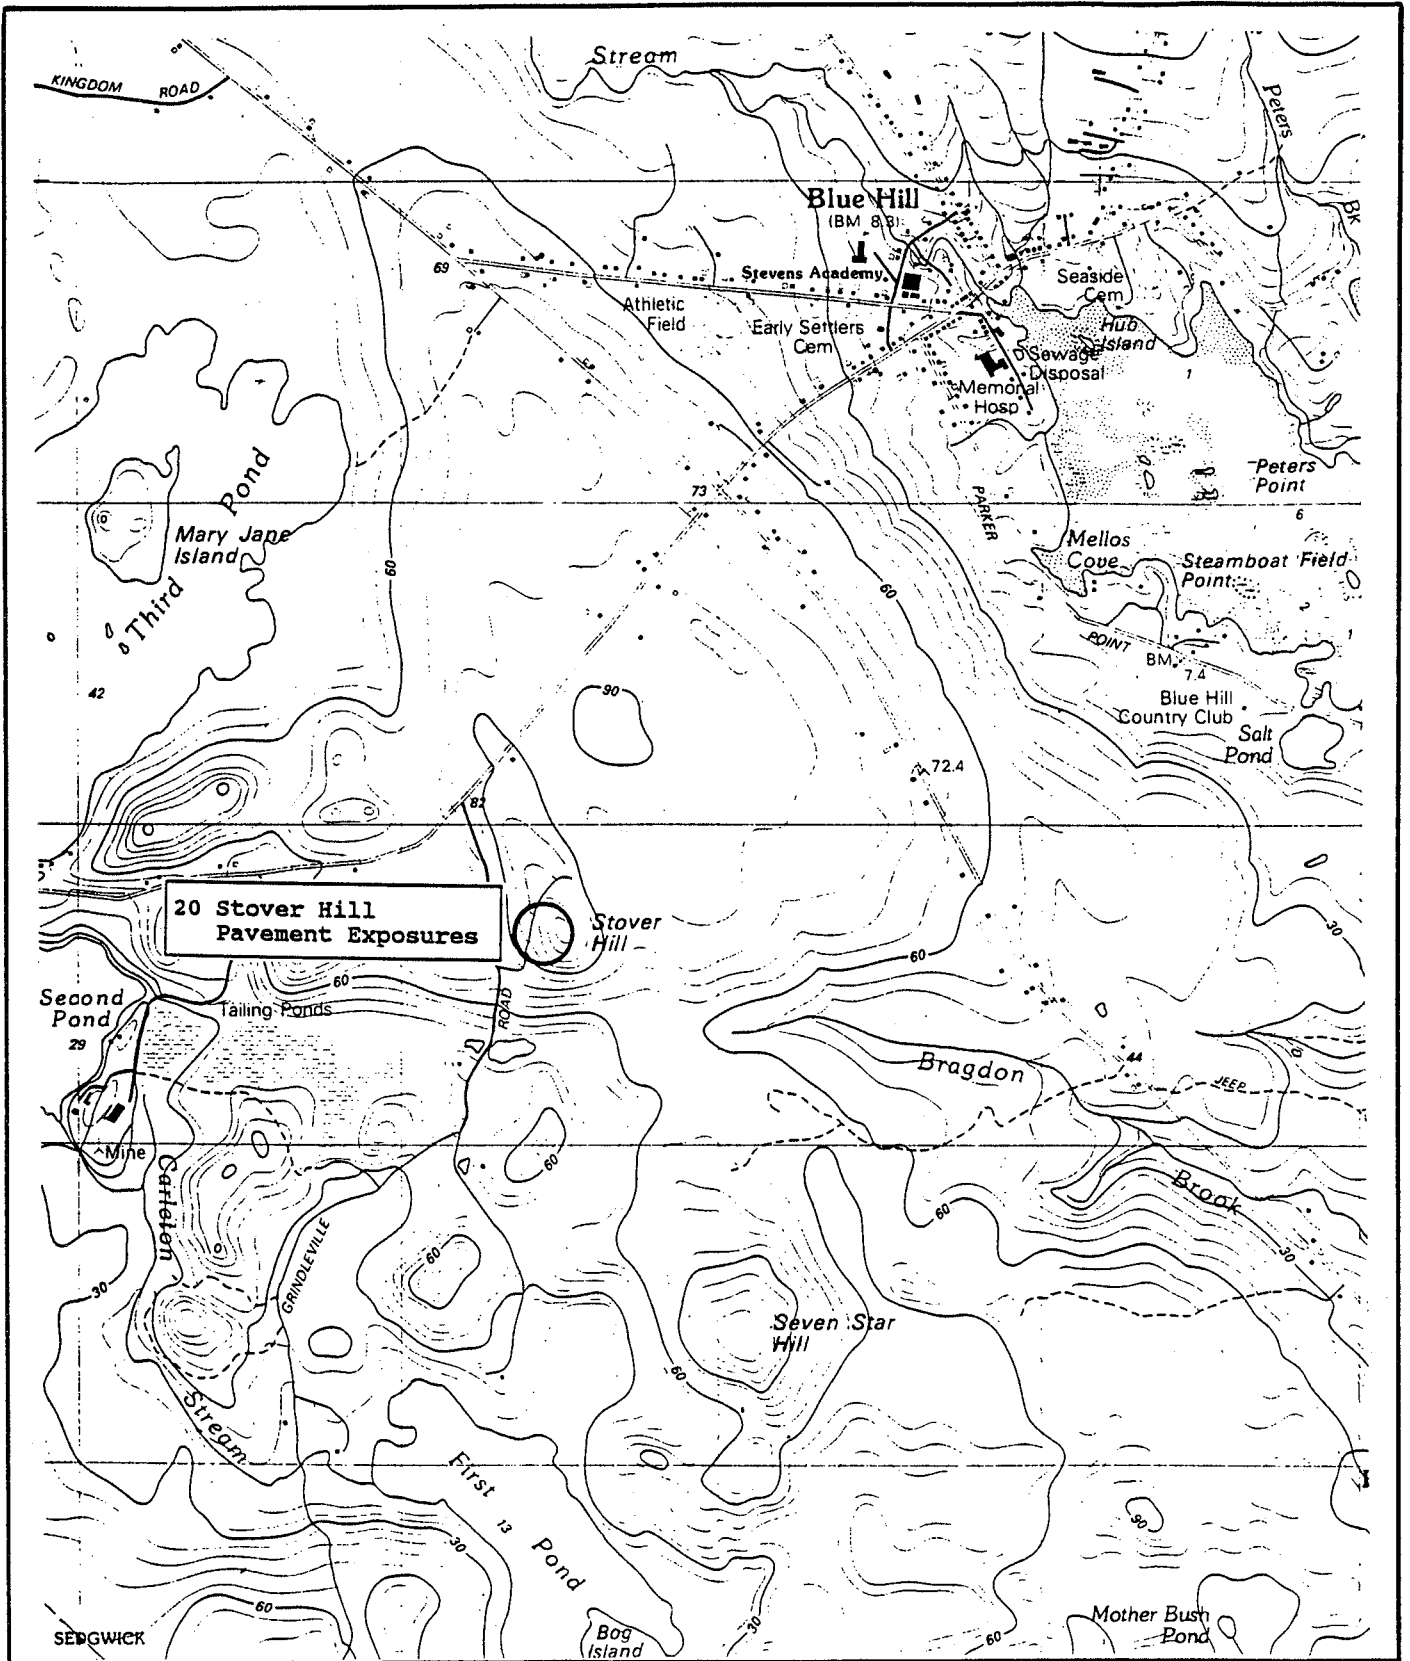 Stream
KINGDOM ROAD
Peters
BK
Blue Hill
(BM 8.8)
69
Stevens Academy
Seaside
Cem
Athletic
Field
Early Settlers
Cem
Hub
Island
Sewage
Disposal
1
Memorial
Hosp
Peters
Point
73
PARKER
6
Third Pond
Mary Jane
Island
60
60
Mellos
Cove
Steamboat Field
Point
2
1
POINT
BM
7.4
42
90
Blue Hill
Country Club
Salt
Pond
72.4
82
20 Stover Hill
Pavement Exposures
Stover
Hill
30
60
60
Second
Pond
29
Tailing Ponds
ROAD
Bragdon
44
JEEP
Mine
60
Carleton
Brook
60
GRINDLEVILLE
60
30
30
Seven Star
Hill
60
Stream
First
13
Pond
30
90
60
SEDGWICK
Bog
Island
30
60
Mother Bush
Pond